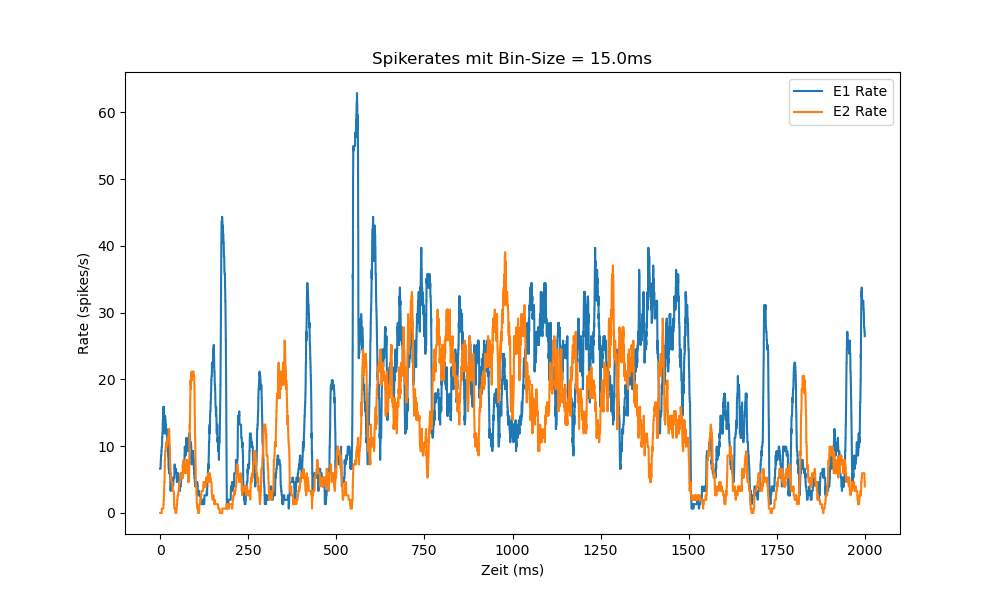 Spikerates mit Bin-Size = 15.0ms
E1 Rate
E2 Rate
Rate (spikes/s)
60
50
40
30
20
10
0
0 250 500 750 1000 1250 1500 1750 2000
Zeit (ms)